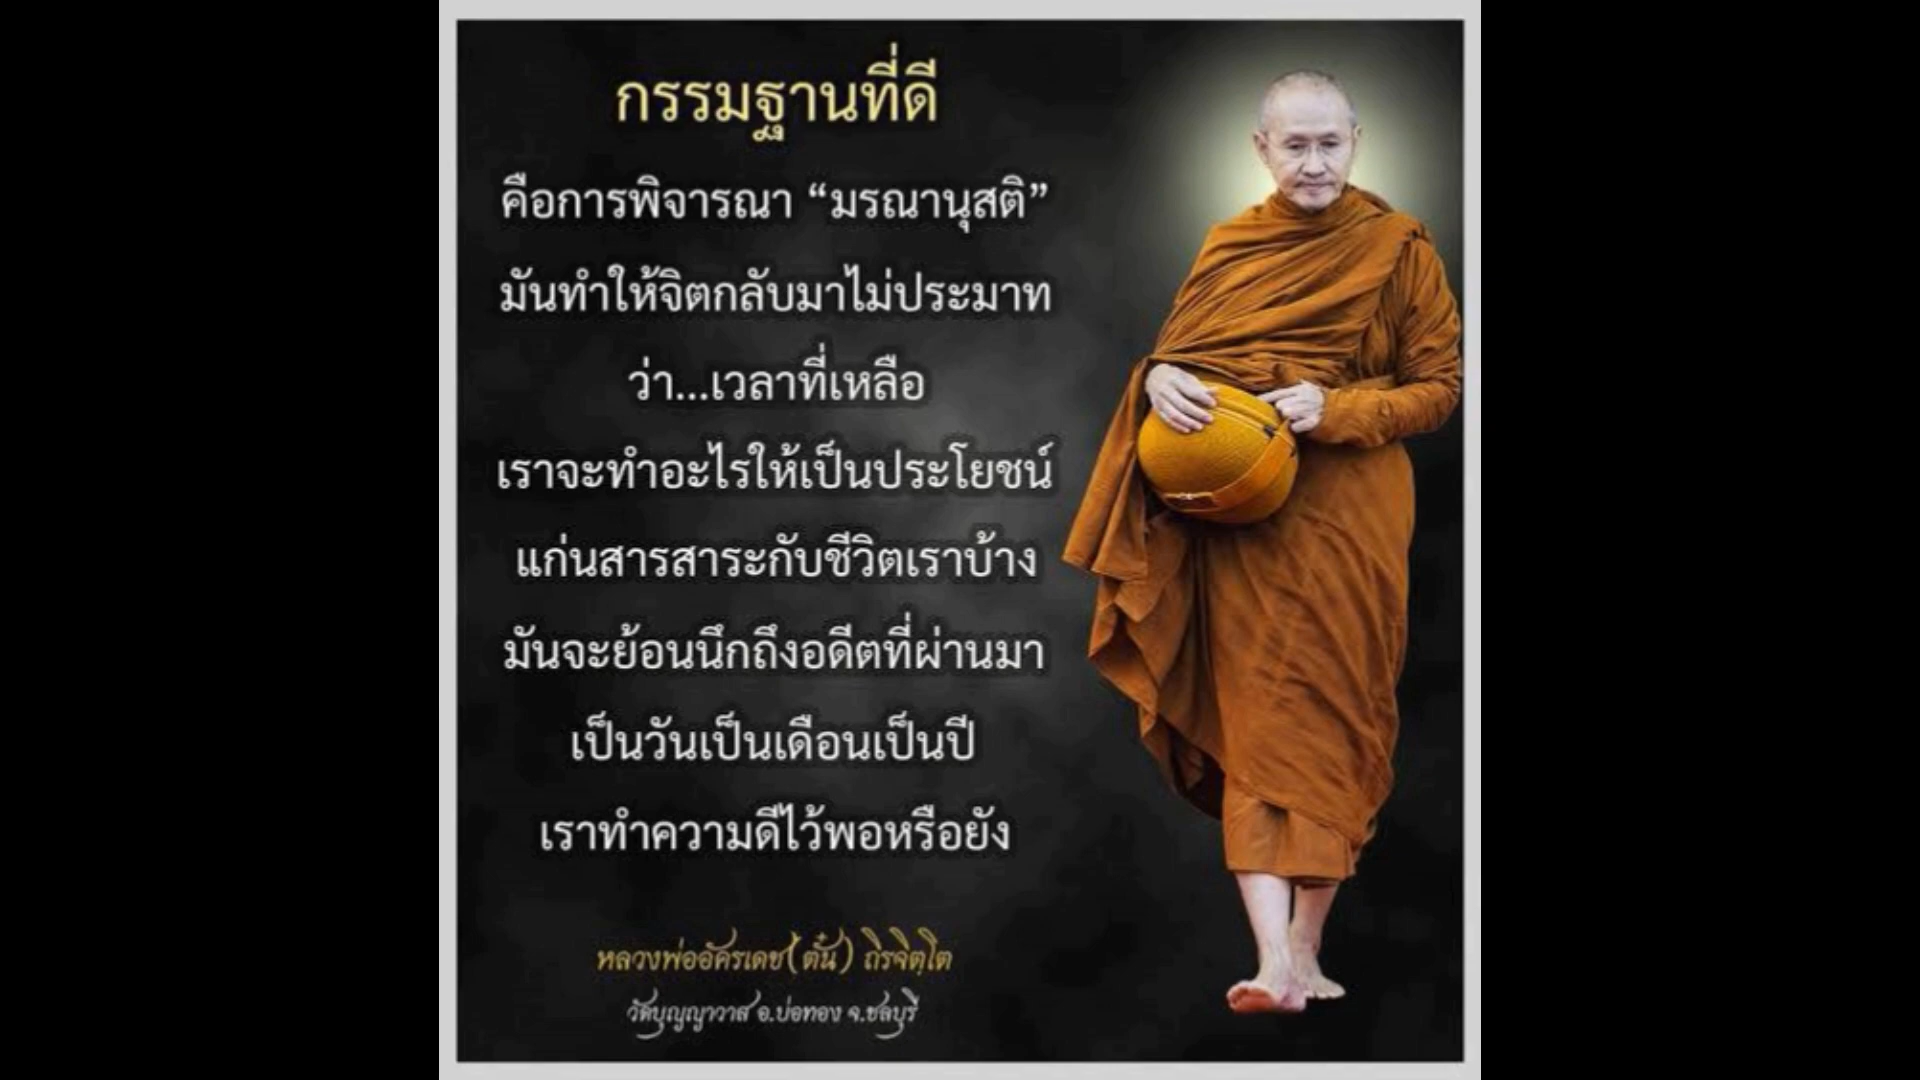 กรรมฐานที่ดี
คือการพิจารณา “มรณานุสติ”
มันทำให้จิตกลับมาไม่ประมาท
ว่า...เวลาที่เหลือ
เราจะทำอะไรให้เป็นประโยชน์
แก่นสารสาระกับชีวิตเราบ้าง
มันจะย้อนนึกถึงอดีตที่ผ่านมา
เป็นวันเป็นเดือนเป็นปี
เราทำความดีไว้พอหรือยัง
หลวงพ่ออัครเดช(ตั๋น) ถิรจิตฺโต
วัดบุญญาวาส อ.บ่อทอง จ.ชลบุรี